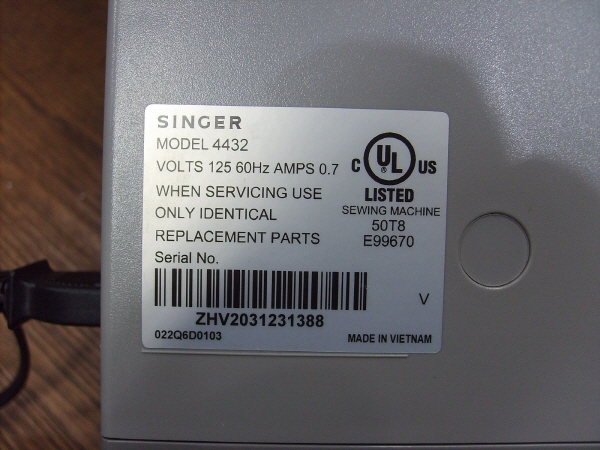 SINGER
MODEL 4432
VOLTS 125 60Hz AMPS 0.7
WHEN SERVICING USE
ONLY IDENTICAL
REPLACEMENT PARTS
Serial No.
C UL US
LISTED
SEWING MACHINE
50T8
E99670
V
ZHV2031231388
022Q6D0103
MADE IN VIETNAM